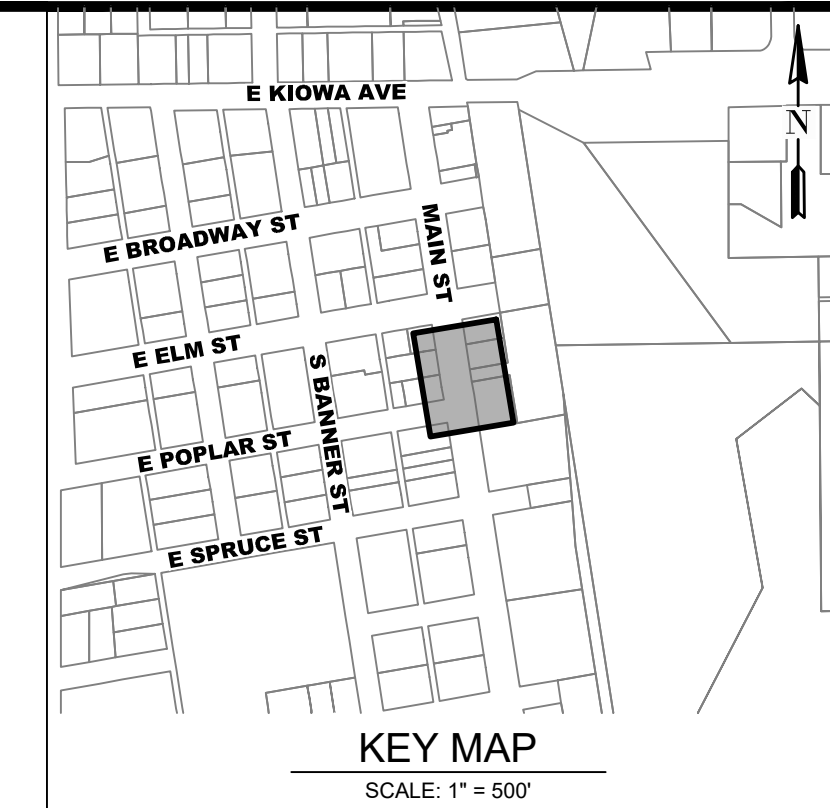 E KIOWA AVE
N
MAIN ST
E BROADWAY ST
E ELM ST
S BANNER ST
E POPLAR ST
E SPRUCE ST
KEY MAP
SCALE: 1" = 500'